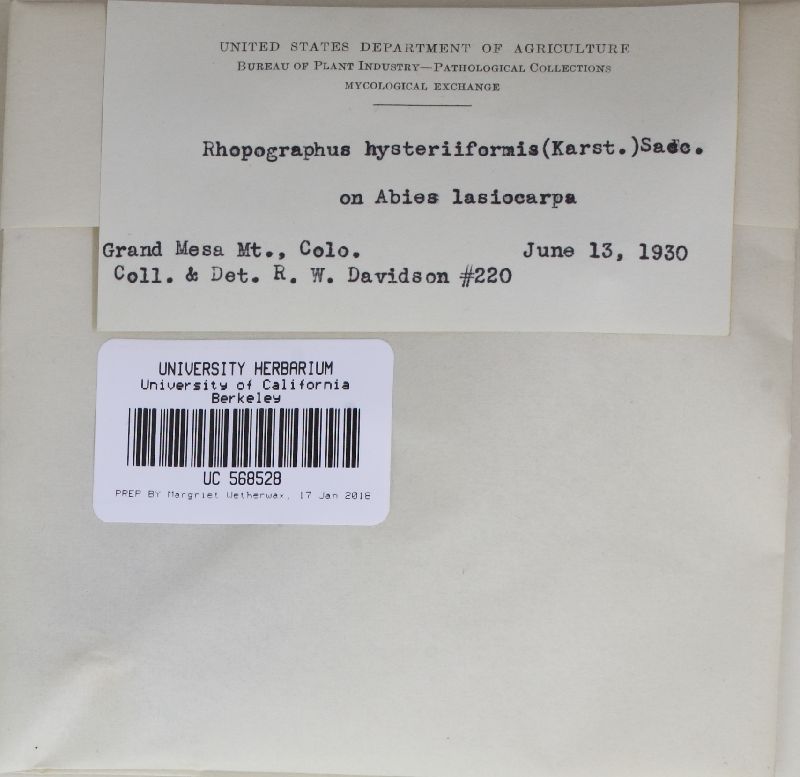 UNITED STATES DEPARTMENT OF AGRICULTURE
BUREAU OF PLANT INDUSTRY—PATHOLOGICAL COLLECTIONS
MYCOLOGICAL EXCHANGE
Rhopographus hysteriiformis(Karst.)Sacc.
on Abies lasiocarpa
Grand Mesa Mt., Colo. June 13, 1930
Coll. & Det. R. W. Davidson #220
UNIVERSITY HERBARIUM
University of California
Berkeley
UC 568528
PREP BY Margriet Wetherwax, 17 Jan 2018